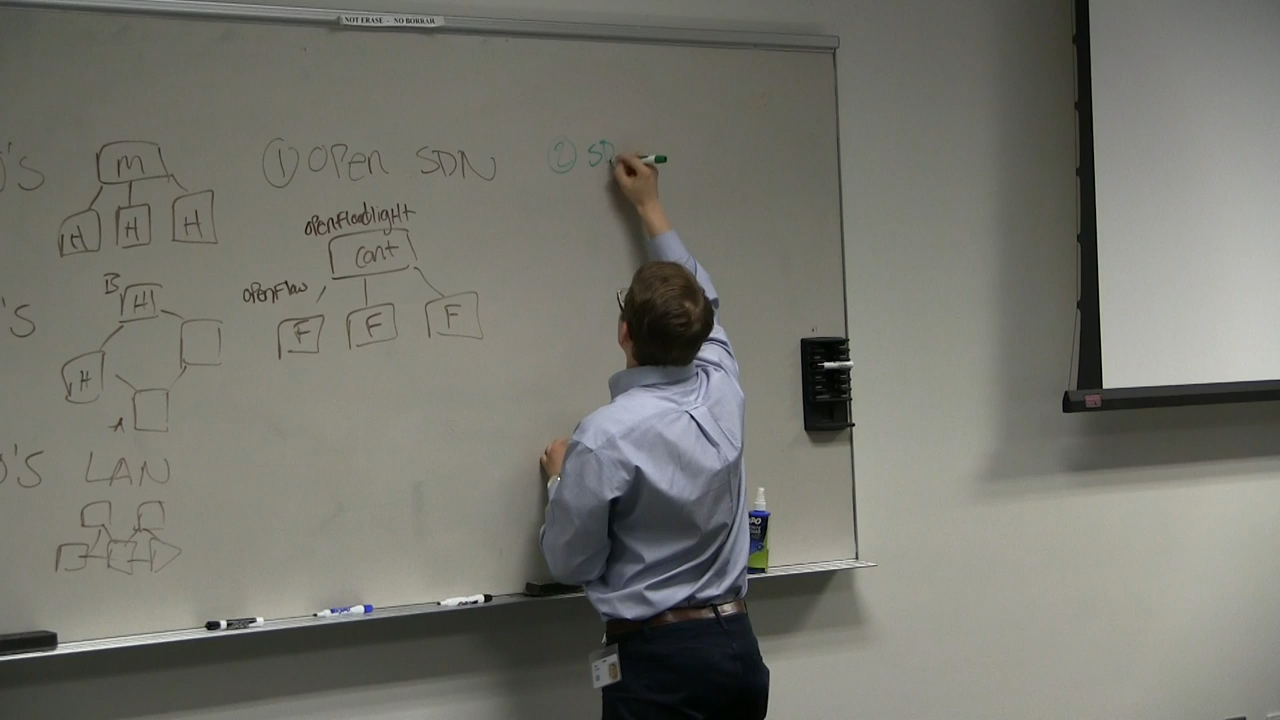 NOT ERASE - NO BORRAR
'S
M
H H H
① OPEN SDN
② SD
openfloodlight
cont
openflow
F F F
B
H
H
A
'S
'S LAN